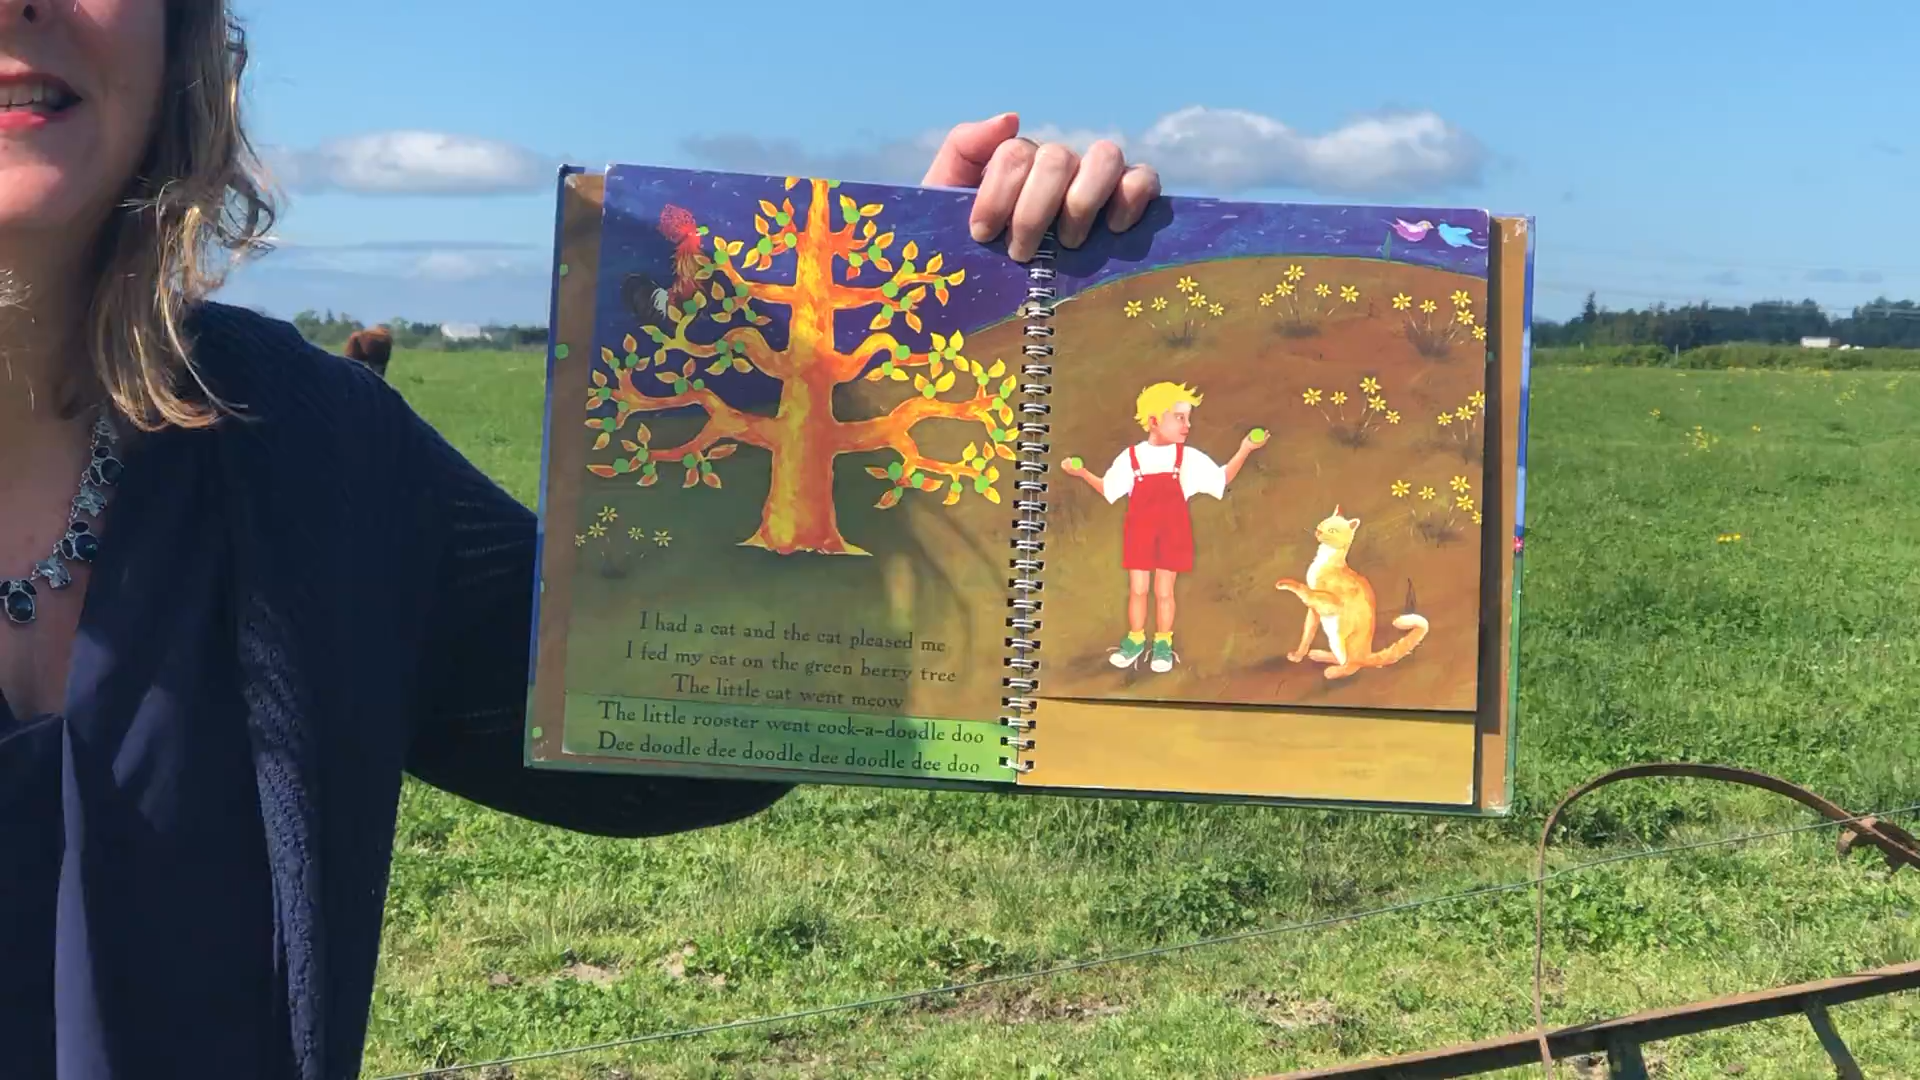 I had a cat and the cat pleased me
I fed my cat on the green berry tree
The little cat went meow
The little rooster went cock-a-doodle doo
Dee doodle dee doodle dee doodle dee doo